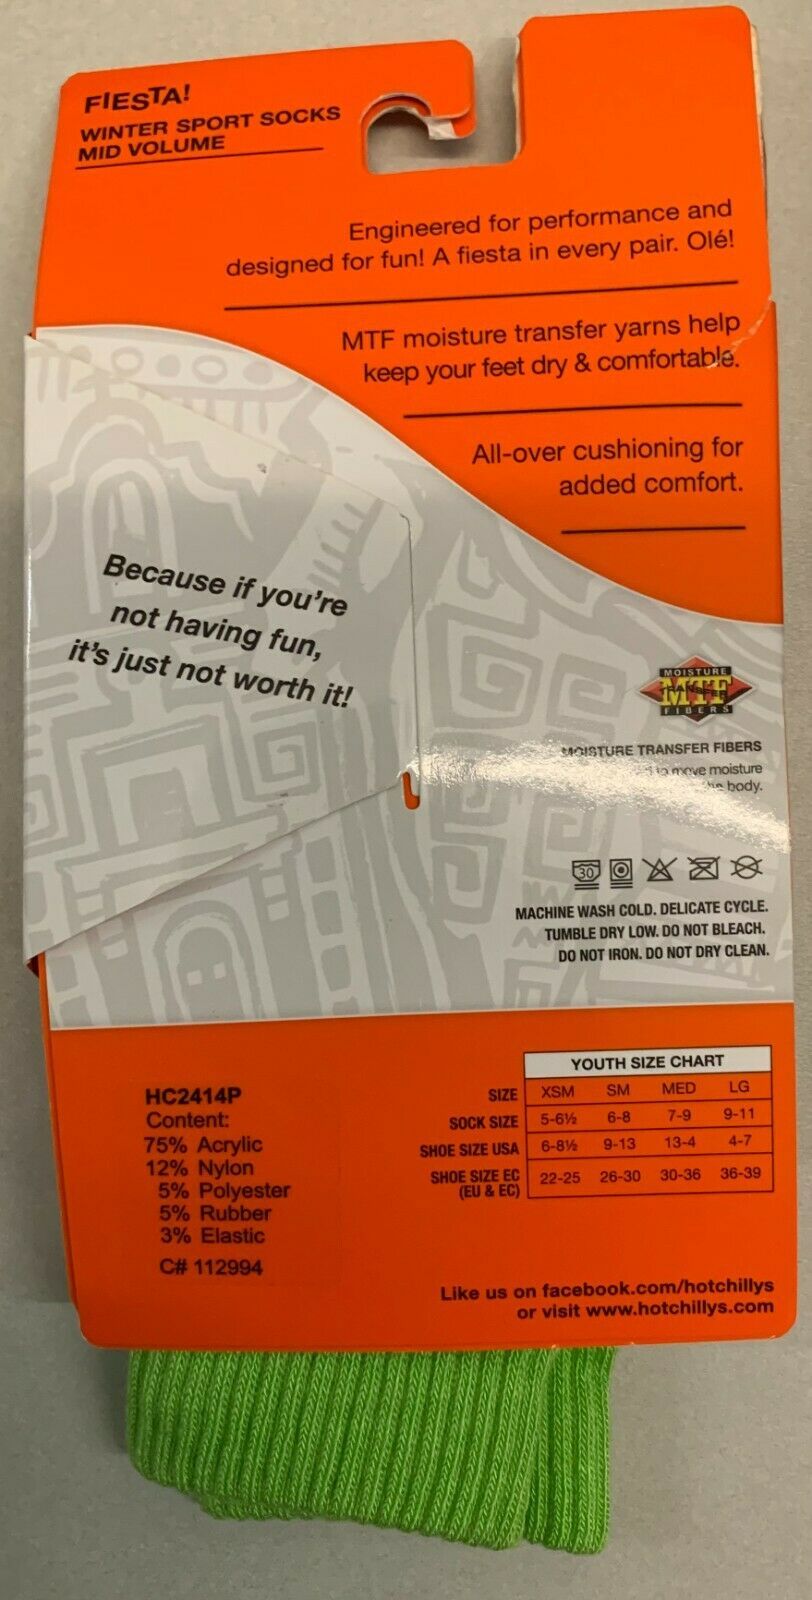 FIESTA!
WINTER SPORT SOCKS
MID VOLUME
Engineered for performance and
designed for fun! A fiesta in every pair. Olé!
MTF moisture transfer yarns help
keep your feet dry & comfortable.
All-over cushioning for
added comfort.
Because if you're
not having fun,
it's just not worth it!
MOISTURE
MTF
TRANSFER
FIBERS
MOISTURE TRANSFER FIBERS
to move moisture
the body.
30
MACHINE WASH COLD. DELICATE CYCLE.
TUMBLE DRY LOW. DO NOT BLEACH.
DO NOT IRON. DO NOT DRY CLEAN.
HC2414P
Content:
75% Acrylic
12% Nylon
5% Polyester
5% Rubber
3% Elastic
C# 112994
YOUTH SIZE CHART
SIZE XSM SM MED LG
SOCK SIZE 5-6½ 6-8 7-9 9-11
SHOE SIZE USA 6-8½ 9-13 13-4 4-7
SHOE SIZE EC 22-25 26-30 30-36 36-39
(EU & EC)
Like us on facebook.com/hotchillys
or visit www.hotchillys.com